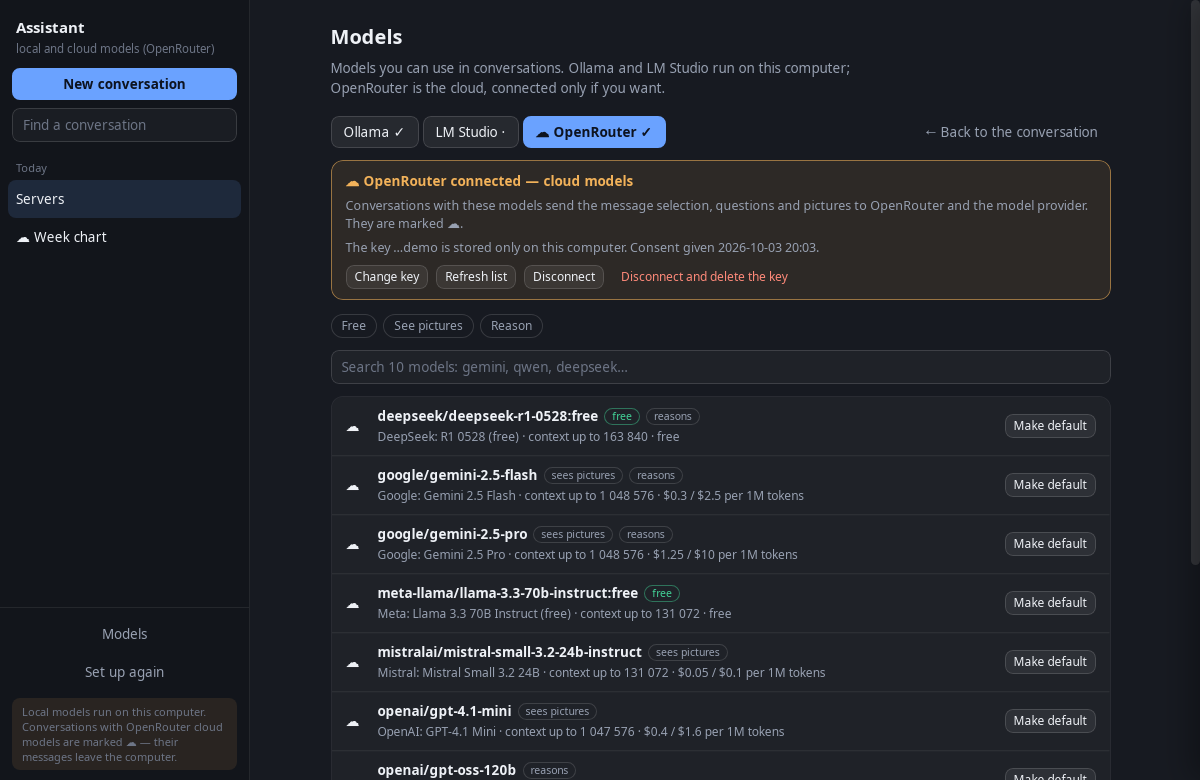 Assistant
local and cloud models (OpenRouter)
New conversation
Find a conversation
Today
Servers
☁ Week chart
Models
Set up again
Local models run on this computer.
Conversations with OpenRouter cloud
models are marked ☁ — their
messages leave the computer.
Models
Models you can use in conversations. Ollama and LM Studio run on this computer;
OpenRouter is the cloud, connected only if you want.
Ollama ✓
LM Studio ·
☁ OpenRouter ✓
← Back to the conversation
☁ OpenRouter connected — cloud models
Conversations with these models send the message selection, questions and pictures to OpenRouter and the model provider.
They are marked ☁.
The key …demo is stored only on this computer. Consent given 2026-10-03 20:03.
Change key
Refresh list
Disconnect
Disconnect and delete the key
Free
See pictures
Reason
Search 10 models: gemini, qwen, deepseek…
deepseek/deepseek-r1-0528:free free reasons
DeepSeek: R1 0528 (free) · context up to 163 840 · free
Make default
google/gemini-2.5-flash sees pictures reasons
Google: Gemini 2.5 Flash · context up to 1 048 576 · $0.3 / $2.5 per 1M tokens
Make default
google/gemini-2.5-pro sees pictures reasons
Google: Gemini 2.5 Pro · context up to 1 048 576 · $1.25 / $10 per 1M tokens
Make default
meta-llama/llama-3.3-70b-instruct:free free
Meta: Llama 3.3 70B Instruct (free) · context up to 131 072 · free
Make default
mistralai/mistral-small-3.2-24b-instruct sees pictures
Mistral: Mistral Small 3.2 24B · context up to 131 072 · $0.05 / $0.1 per 1M tokens
Make default
openai/gpt-4.1-mini sees pictures
OpenAI: GPT-4.1 Mini · context up to 1 047 576 · $0.4 / $1.6 per 1M tokens
Make default
openai/gpt-oss-120b reasons
Make default